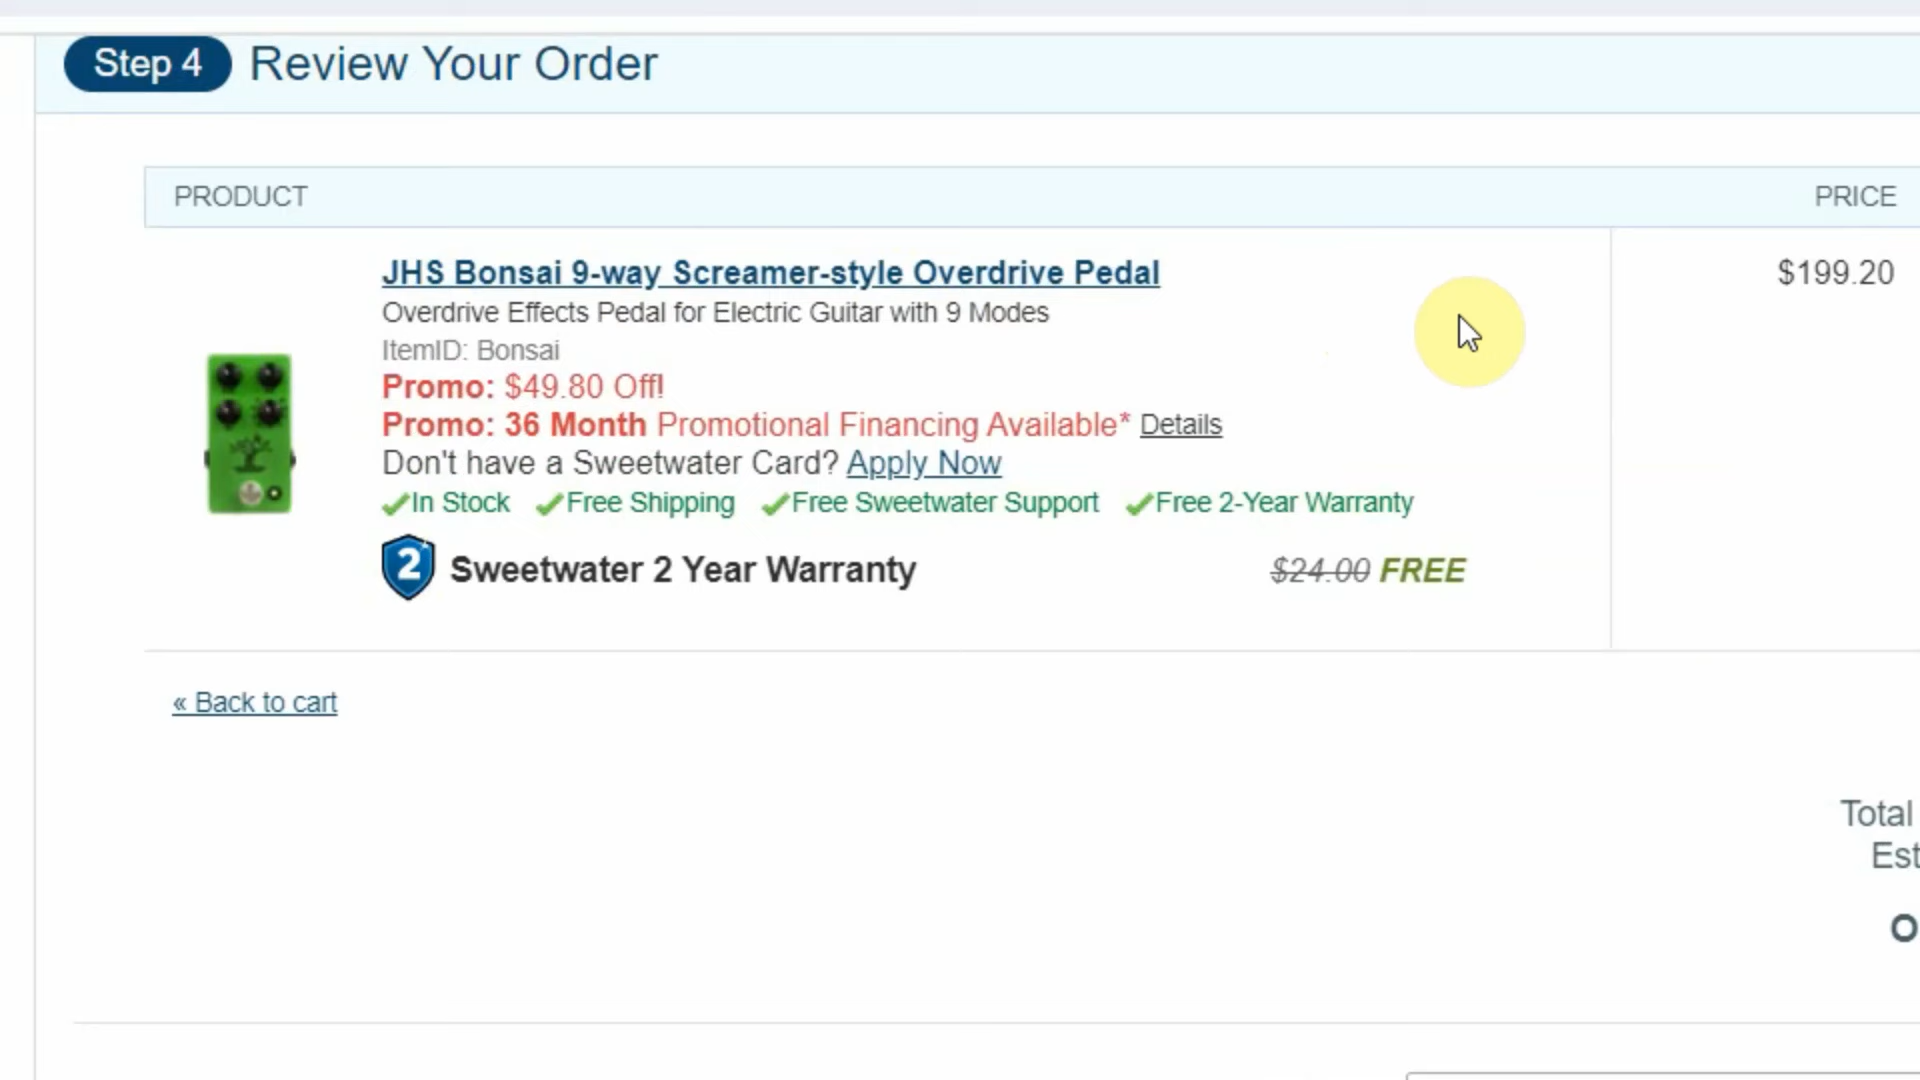 Step 4 Review Your Order
PRODUCT PRICE
JHS Bonsai 9-way Screamer-style Overdrive Pedal $199.20
Overdrive Effects Pedal for Electric Guitar with 9 Modes
ItemID: Bonsai
Promo: $49.80 Off!
Promo: 36 Month Promotional Financing Available* Details
Don't have a Sweetwater Card? Apply Now
In Stock Free Shipping Free Sweetwater Support Free 2-Year Warranty
2 Sweetwater 2 Year Warranty $24.00 FREE
« Back to cart
Total
Est
O